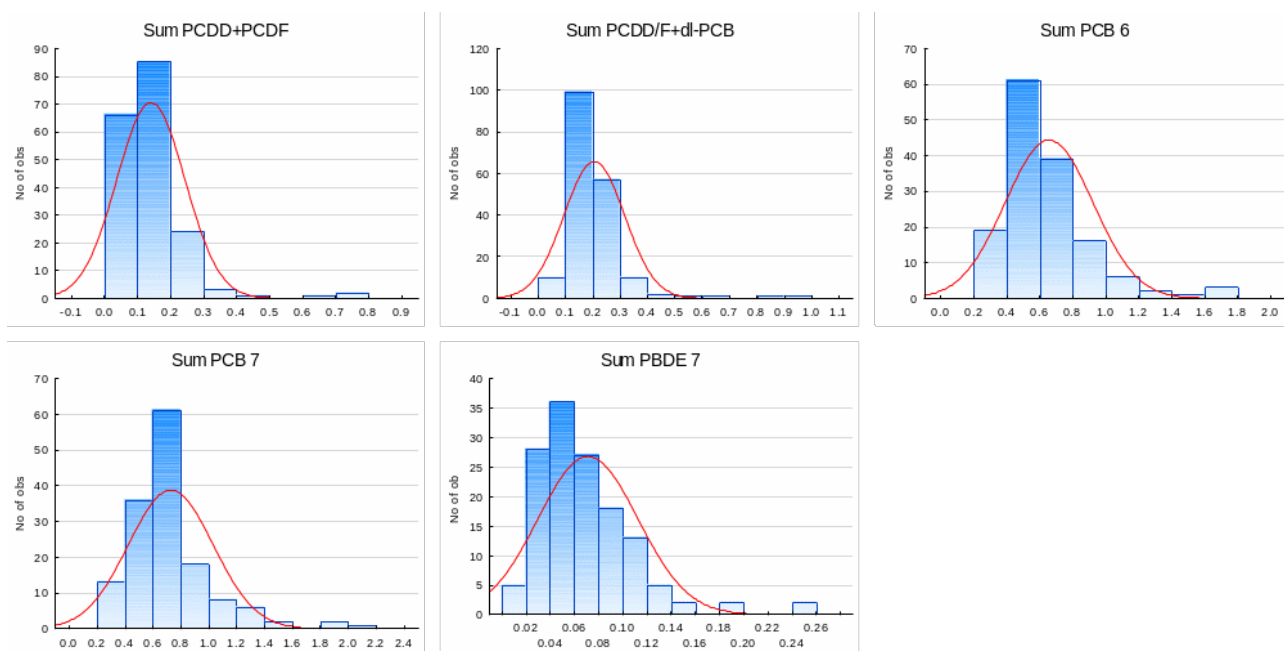 Sum PCDD+PCDF
90
80
70
60
50
40
30
20
10
0
No of obs
-0.1 0.0 0.1 0.2 0.3 0.4 0.5 0.6 0.7 0.8 0.9
Sum PCDD/F+dl-PCB
120
100
80
60
40
20
0
No of obs
-0.1 0.0 0.1 0.2 0.3 0.4 0.5 0.6 0.7 0.8 0.9 1.0 1.1
Sum PCB 6
70
60
50
40
30
20
10
0
No of obs
0.0 0.2 0.4 0.6 0.8 1.0 1.2 1.4 1.6 1.8 2.0
Sum PCB 7
70
60
50
40
30
20
10
0
No of obs
0.0 0.2 0.4 0.6 0.8 1.0 1.2 1.4 1.6 1.8 2.0 2.2 2.4
Sum PBDE 7
40
35
30
25
20
15
10
5
0
No of ob
0.02 0.06 0.10 0.14 0.18 0.22 0.26
0.04 0.08 0.12 0.16 0.20 0.24